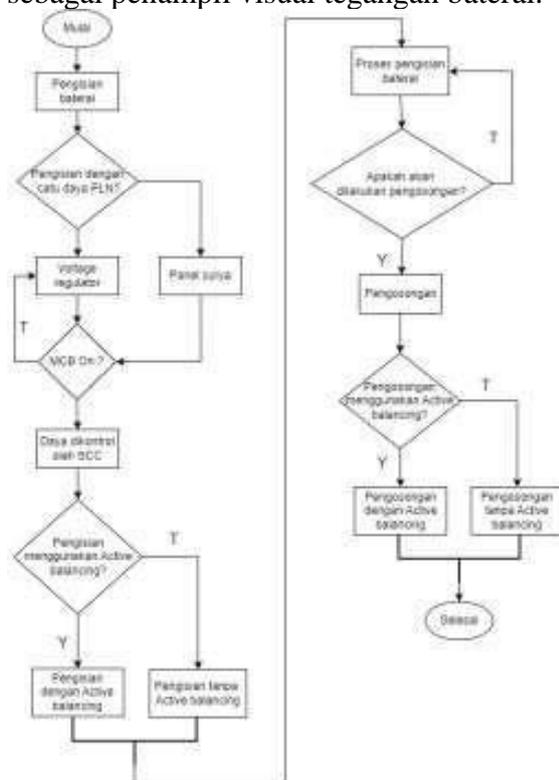 sebagai penampil visual tegangan baterai.
Mulai
Pengisian
baterai
Pengisian dengan
catu daya PLN?
Voltage
regulator
Panel surya
T
MCB On ?
Daya dikontrol
oleh SCC
Pengisian
menggunakan Active
balancing?
T
Y
Pengisian
dengan Active
balancing
Pengisian tanpa
Active balancing
Proses pengisian
baterai
T
Apakah akan
dilakukan pengosongan?
Y
Pengosongan
Pengosongan
menggunakan Active
balancing?
T
Y
Pengosongan
dengan Active
balancing
Pengosongan
tanpa Active
balancing
Selesai